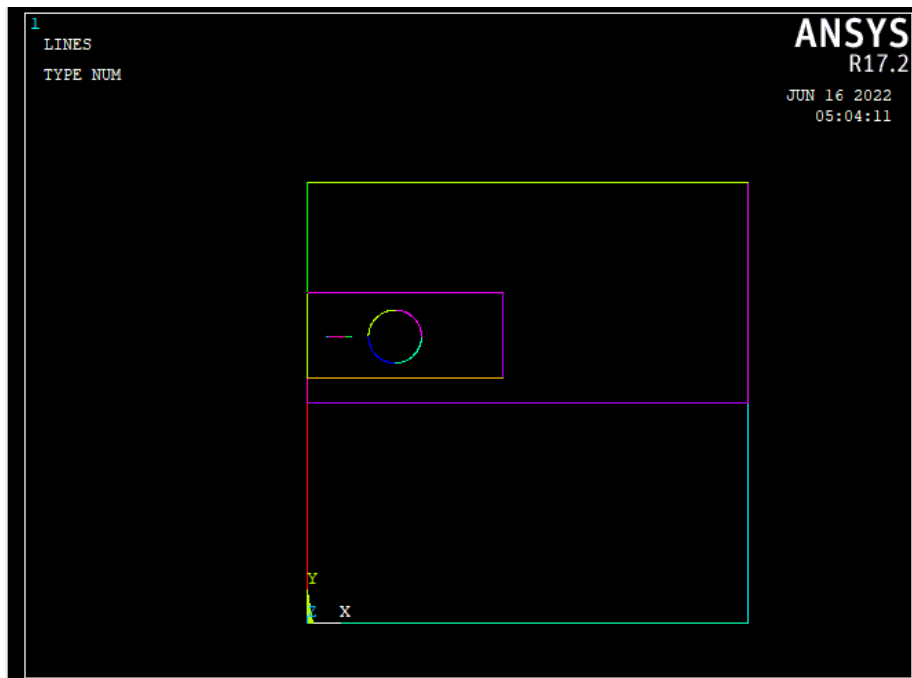 1
LINES
TYPE NUM
ANSYS
R17.2
JUN 16 2022
05:04:11
Y
Z
X